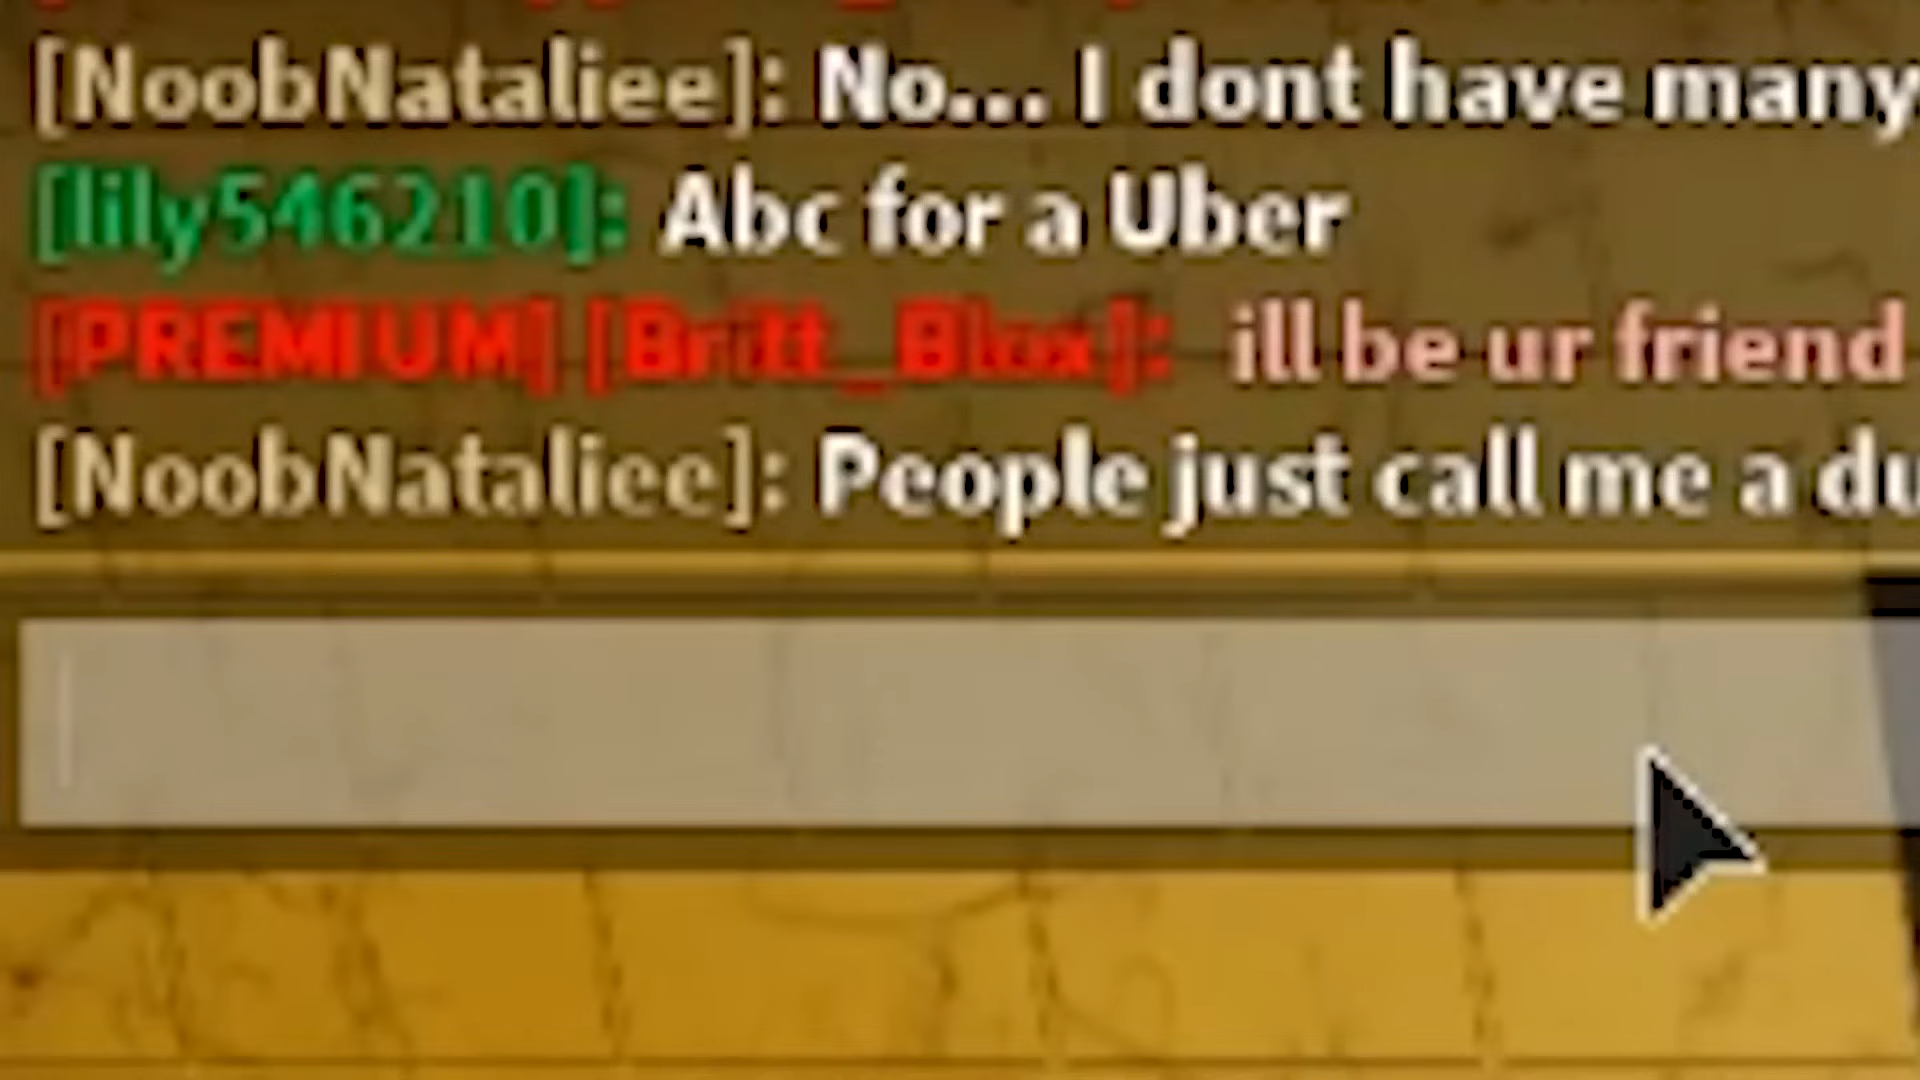 [NoobNataliee]: No... I dont have many
[lily546210]: Abc for a Uber
[PREMIUM] [Britt_Blox]: ill be ur friend
[NoobNataliee]: People just call me a du